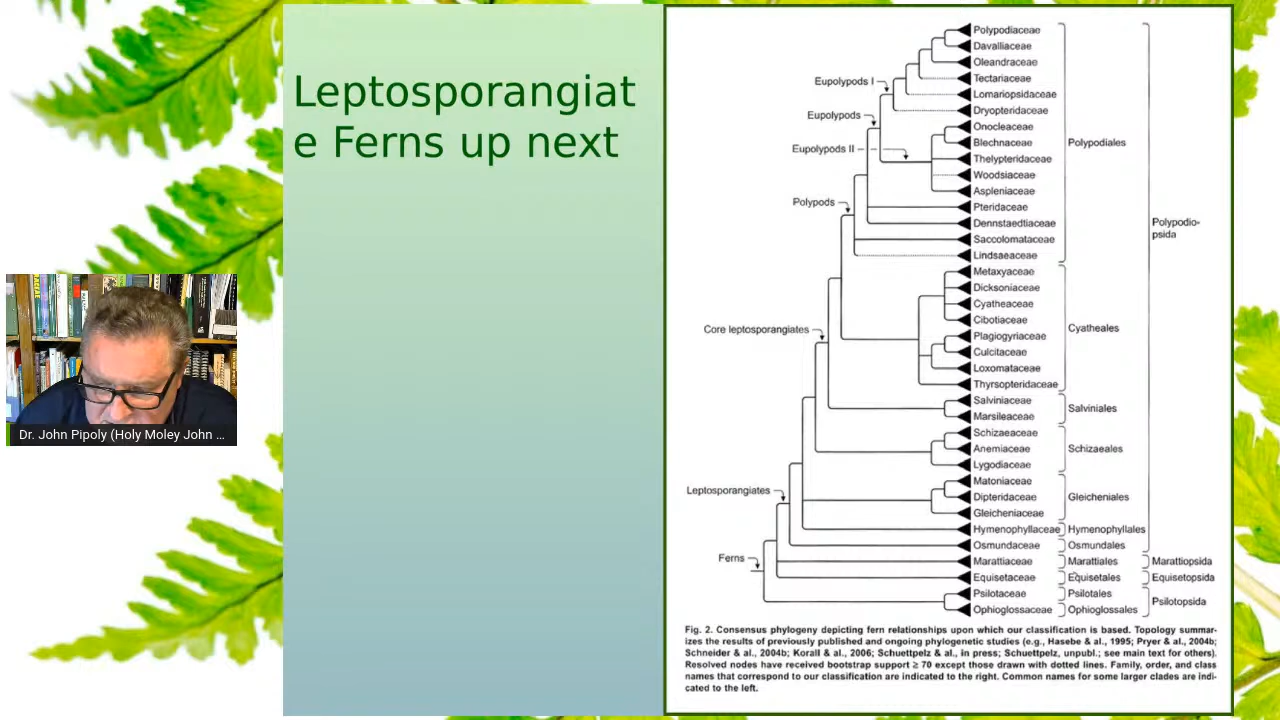 Leptosporangiat
e Ferns up next
Dr. John Pipoly (Holy Moley John ...
Polypodiaceae
Davalliaceae
Oleandraceae
Tectariaceae
Lomariopsidaceae
Dryopteridaceae
Onocleaceae
Blechnaceae
Thelypteridaceae
Woodsiaceae
Aspleniaceae
Pteridaceae
Dennstaedtiaceae
Saccolomataceae
Lindsaeaceae
Metaxyaceae
Dicksoniaceae
Cyatheaceae
Cibotiaceae
Plagiogyriaceae
Culcitaceae
Loxomataceae
Thyrsopteridaceae
Salviniaceae
Marsileaceae
Schizaeaceae
Anemiaceae
Lygodiaceae
Matoniaceae
Dipteridaceae
Gleicheniaceae
Hymenophyllaceae
Osmundaceae
Marattiaceae
Equisetaceae
Psilotaceae
Ophioglossaceae
Eupolypods I
Eupolypods
Eupolypods II
Polypods
Core leptosporangiates
Leptosporangiates
Ferns
Polypodiales
Cyatheales
Salviniales
Schizaeales
Gleicheniales
Hymenophyllales
Osmundales
Marattiales
Equisetales
Psilotales
Ophioglossales
Polypodio-
psida
Marattiopsida
Equisetopsida
Psilotopsida
Fig. 2. Consensus phylogeny depicting fern relationships upon which our classification is based. Topology summar-
izes the results of previously published and ongoing phylogenetic studies (e.g., Hasebe & al., 1995; Pryer & al., 2004b;
Schneider & al., 2004b; Korall & al., 2006; Schuettpelz & al., in press; Schuettpelz, unpubl.; see main text for others).
Resolved nodes have received bootstrap support ≥ 70 except those drawn with dotted lines. Family, order, and class
names that correspond to our classification are indicated to the right. Common names for some larger clades are indi-
cated to the left.